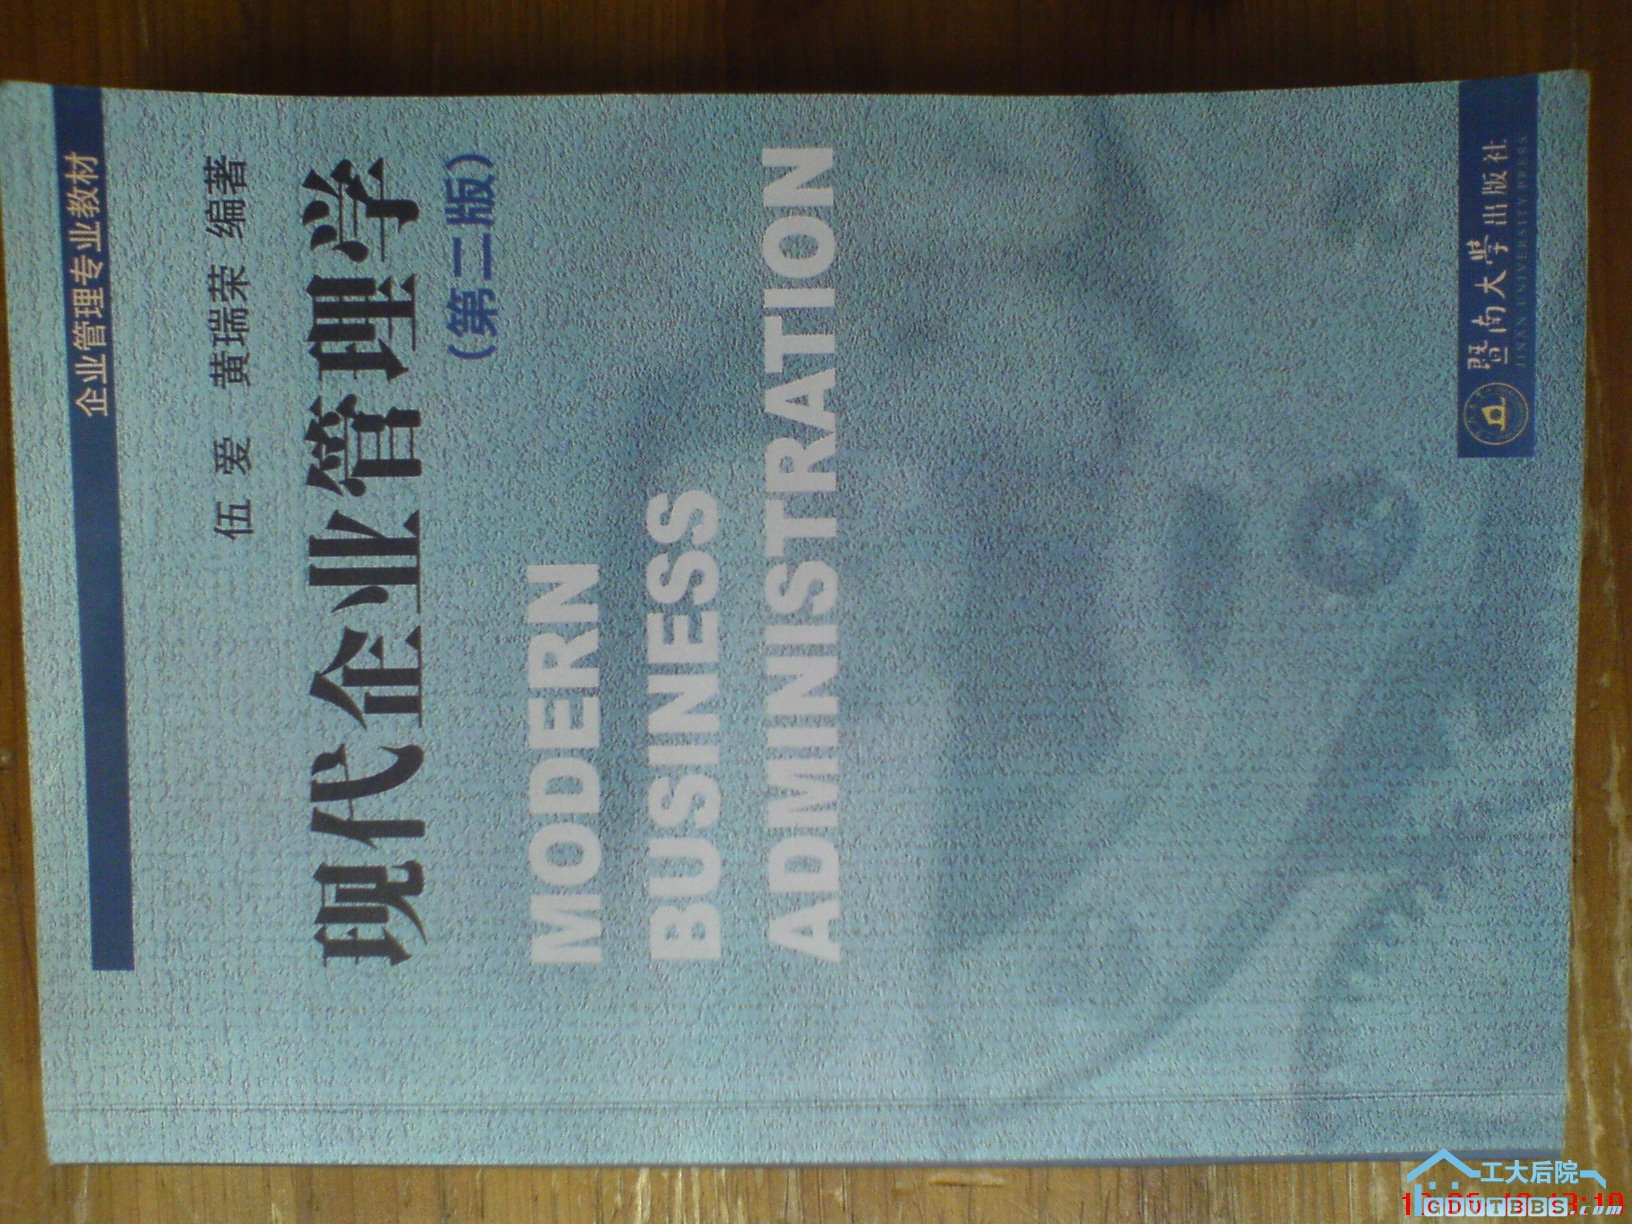 企业管理专业教材
伍 爱 黄瑞荣 编著
现代企业管理学
(第二版)
MODERN
BUSINESS
ADMINISTRATION
暨南大学出版社
JINAN UNIVERSITY PRESS
工大后院
GDUTBBS.com